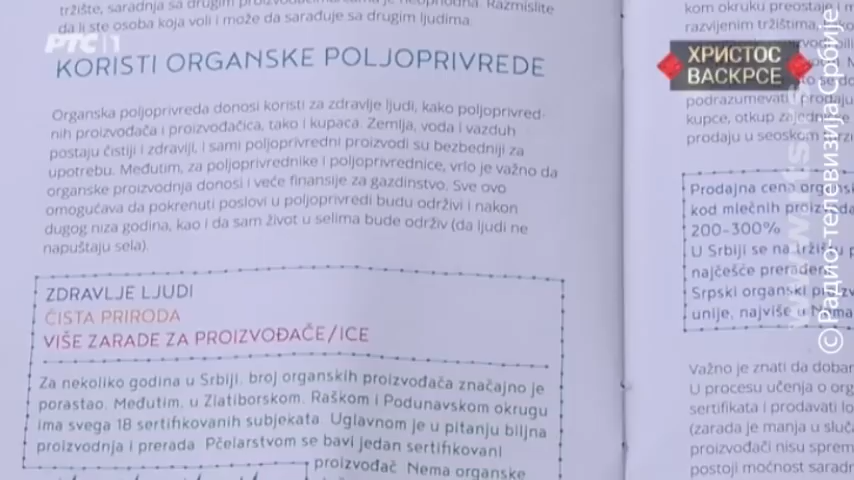 tržište, saradnja sa drugim
da li ste osoba koja voli i može da sarađuje sa drugim ljudima.
KORISTI ORGANSKE POLJOPRIVREDE
Organska poljoprivreda donosi koristi za zdravlje ljudi, kako poljoprivred-
nih proizvođača i proizvođačica, tako i kupaca. Zemlja, voda i vazduh
postaju čistiji i zdraviji, i sami poljoprivredni proizvodi su bezbedniji za
upotrebu. Međutim, za poljoprivrednike i poljoprivrednice, vrlo je važno da
organske proizvodnja donosi i veće finansije za gazdinstvo. Sve ovo
omogućava da pokrenuti poslovi u poljoprivredi budu održivi i nakon
dugog niza godina, kao i da sam život u selima bude održiv (da ljudi ne
napuštaju sela).
ZDRAVLJE LJUDI
ČISTA PRIRODA
VIŠE ZARADE ZA PROIZVOĐAČE/ICE
Za nekoliko godina u Srbiji, broj organskih proizvođača značajno je
porastao. Međutim, u Zlatiborskom, Raškom i Podunavskom okrugu
ima svega 18 sertifikovanih subjekata. Uglavnom je u pitanju biljna
proizvodnja i prerada. Pčelarstvom se bavi jedan sertifikovani
proizvođač. Nema organske
kom okruku preostaje i
razvijenim tržištima,
podrazumevati prodaju
kupce, otkup zajedničke
prodaju u seoskom
Prodajna cena
kod mlečnih
200-300%
U Srbiji se na tržištu
najčešće
Srpski organski
unije, najviše u
Važno je znati da dobar
U procesu učenja o
sertifikata i prodavati
(zarada je manja u
proizvođači nisu
postoji mogućnost
РТС 1
ХРИСТОС
ВАСКРСЕ
© Радио-телевизија Србије